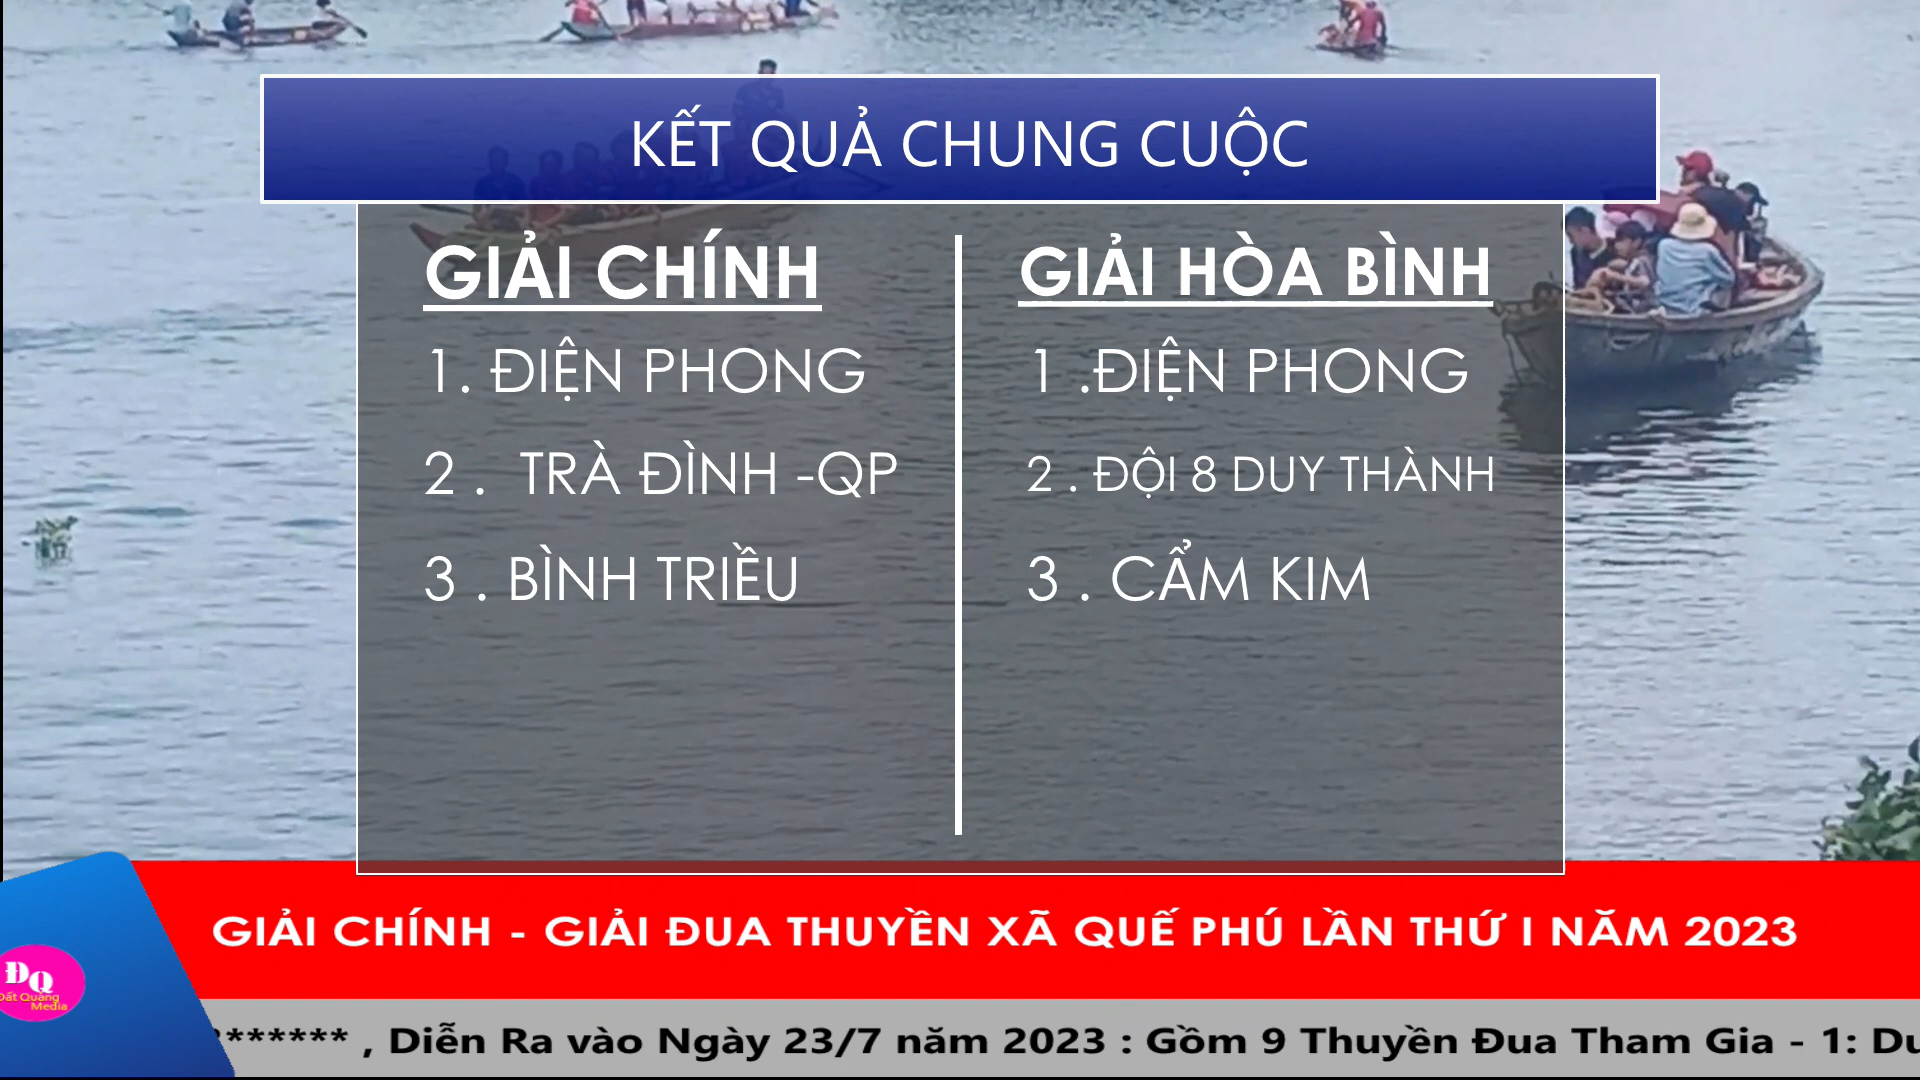 KẾT QUẢ CHUNG CUỘC
GIẢI CHÍNH
1. ĐIỆN PHONG
2 . TRÀ ĐÌNH -QP
3 . BÌNH TRIỀU
GIẢI HÒA BÌNH
1 .ĐIỆN PHONG
2 . ĐỘI 8 DUY THÀNH
3 . CẨM KIM
GIẢI CHÍNH - GIẢI ĐUA THUYỀN XÃ QUẾ PHÚ LẦN THỨ I NĂM 2023
ĐQ
Đất Quảng
Media
****** , Diễn Ra vào Ngày 23/7 năm 2023 : Gồm 9 Thuyền Đua Tham Gia - 1: